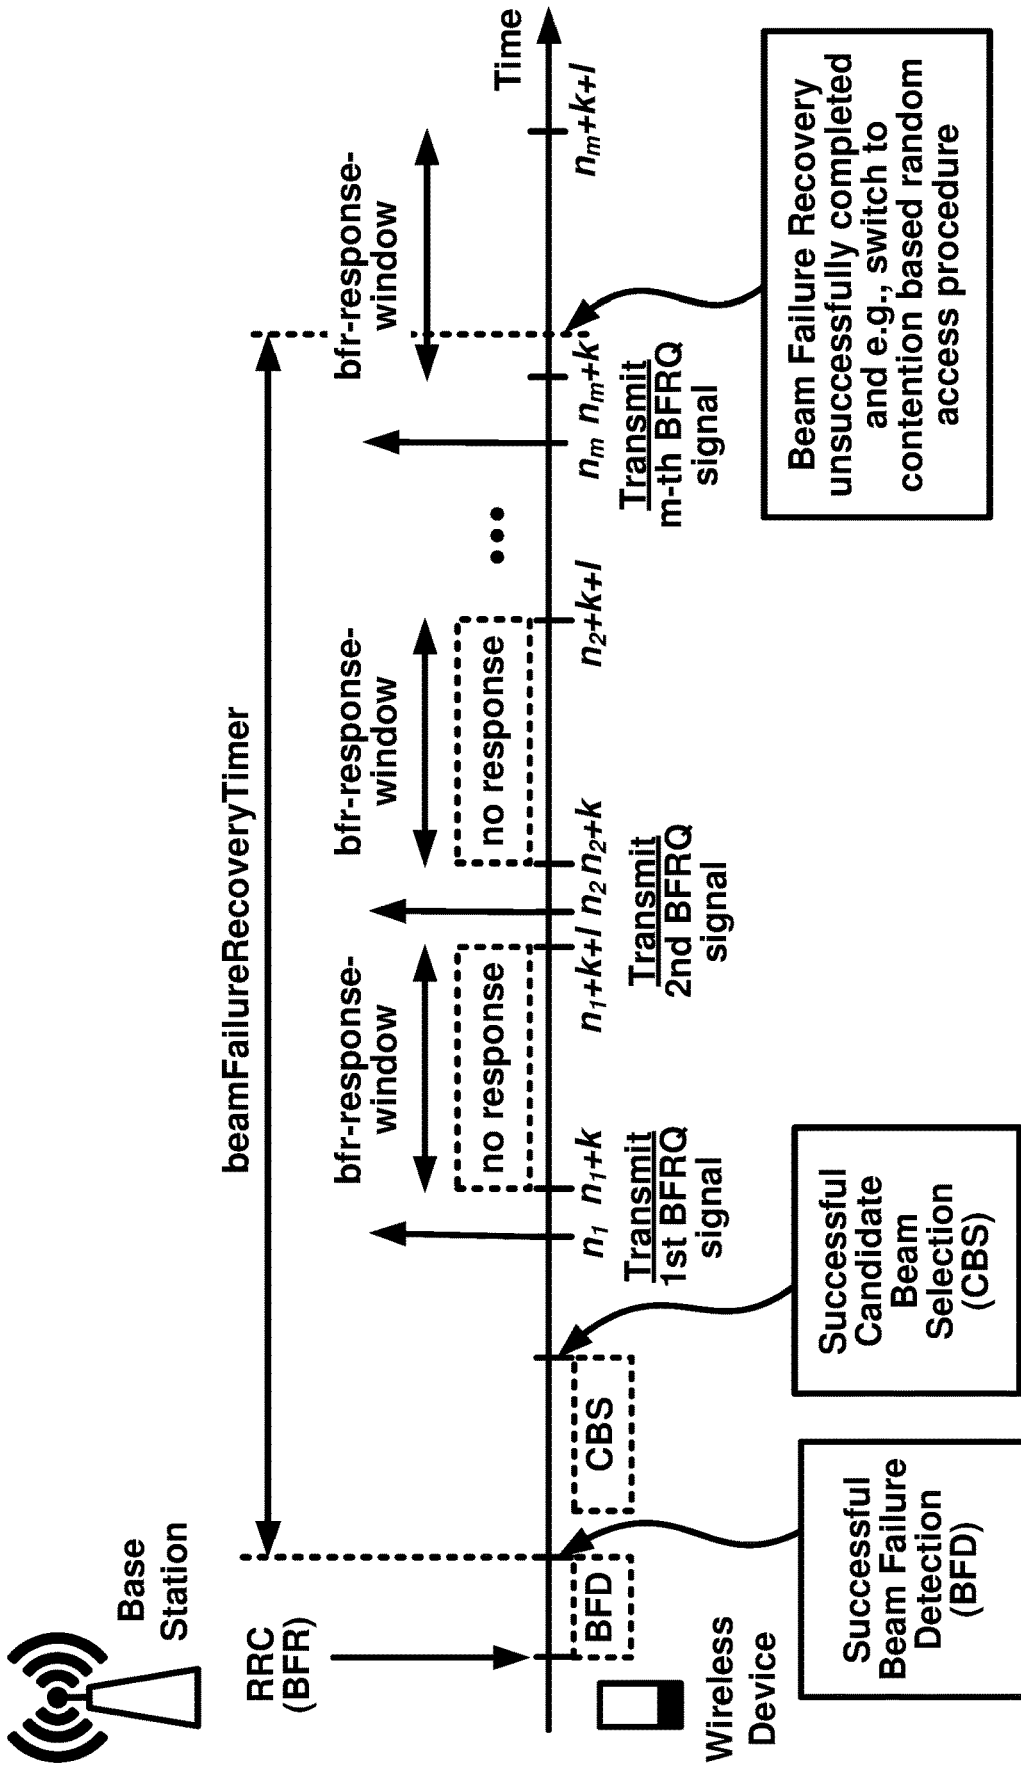 Base
Station
RRC
(BFR)
beamFailureRecoveryTimer
bfr-response-
window
bfr-response-
window
bfr-response-
window
no response
no response
Time
BFD
CBS
n1
n1+k
n1+k+l
n2
n2+k
n2+k+l
nm
nm+k
nm+k+l
Transmit
1st BFRQ
signal
Transmit
2nd BFRQ
signal
Transmit
m-th BFRQ
signal
Wireless
Device
Successful
Beam Failure
Detection
(BFD)
Successful
Candidate
Beam
Selection
(CBS)
Beam Failure Recovery
unsuccessfully completed
and e.g., switch to
contention based random
access procedure